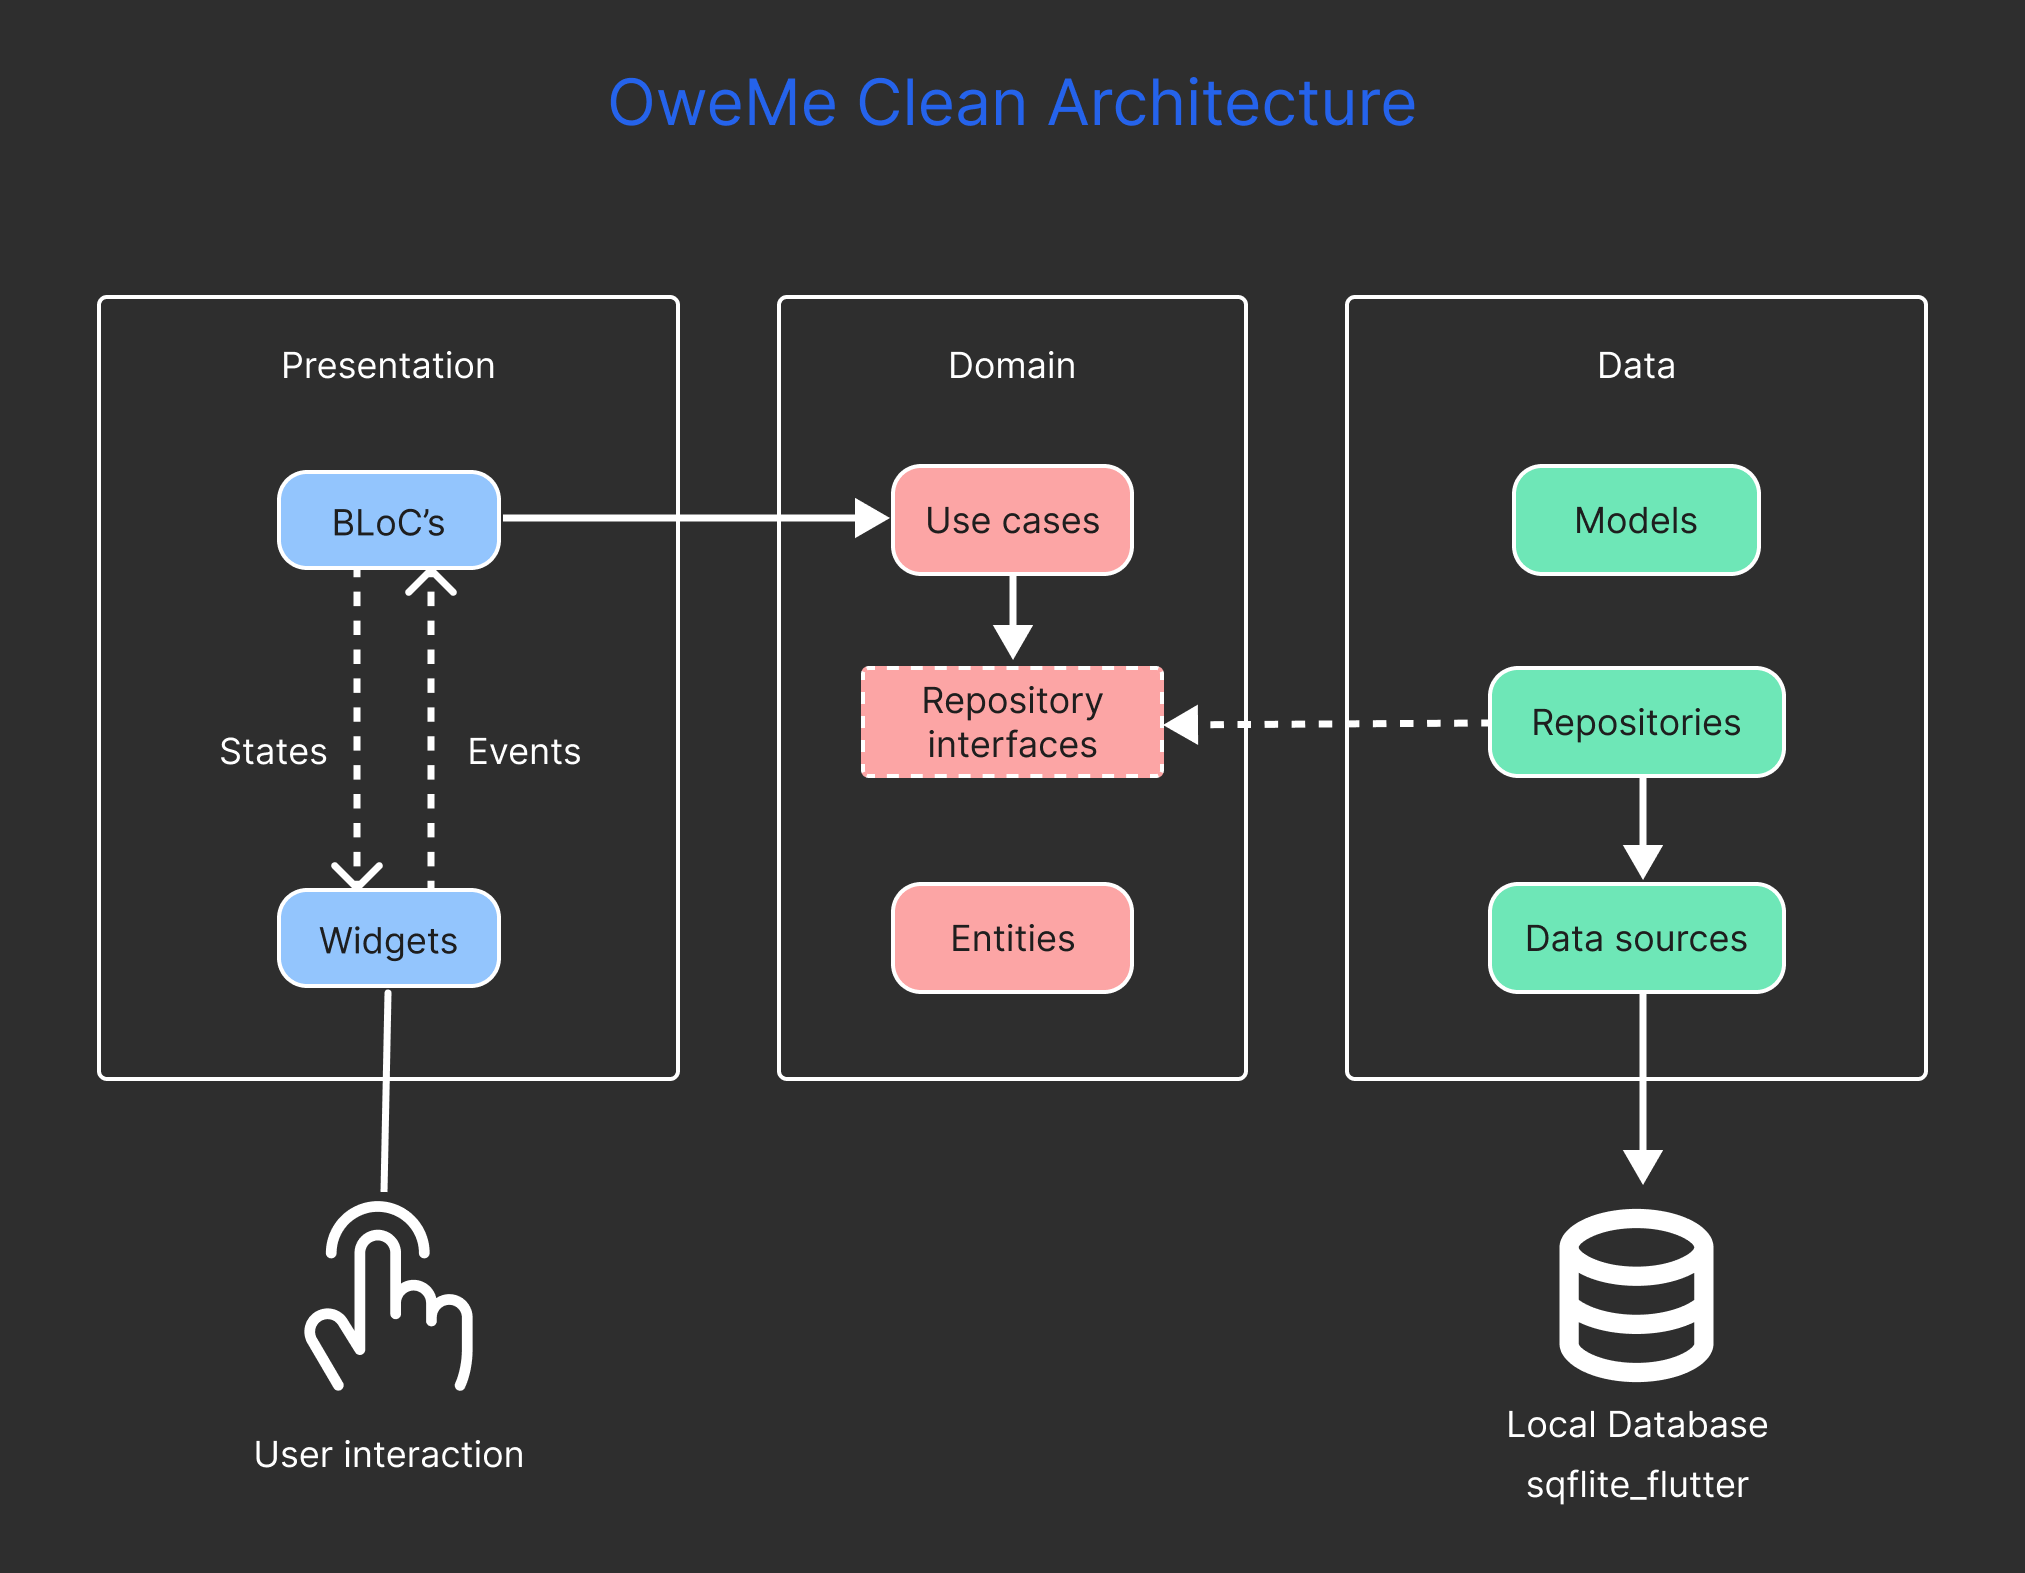 OweMe Clean Architecture
Presentation
BLoC’s
States
Events
Widgets
User interaction
Domain
Use cases
Repository
interfaces
Entities
Data
Models
Repositories
Data sources
Local Database
sqflite_flutter